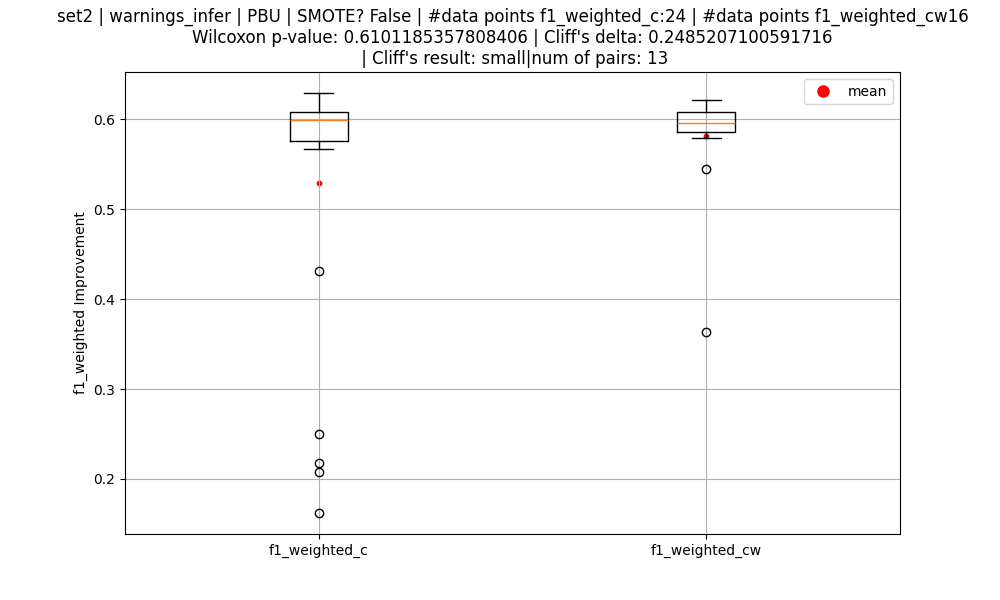 set2 | warnings_infer | PBU | SMOTE? False | #data points f1_weighted_c:24 | #data points f1_weighted_cw16
Wilcoxon p-value: 0.6101185357808406 | Cliff's delta: 0.2485207100591716
| Cliff's result: small|num of pairs: 13
mean
0.6
0.5
0.4
0.3
0.2
f1_weighted Improvement
f1_weighted_c
f1_weighted_cw